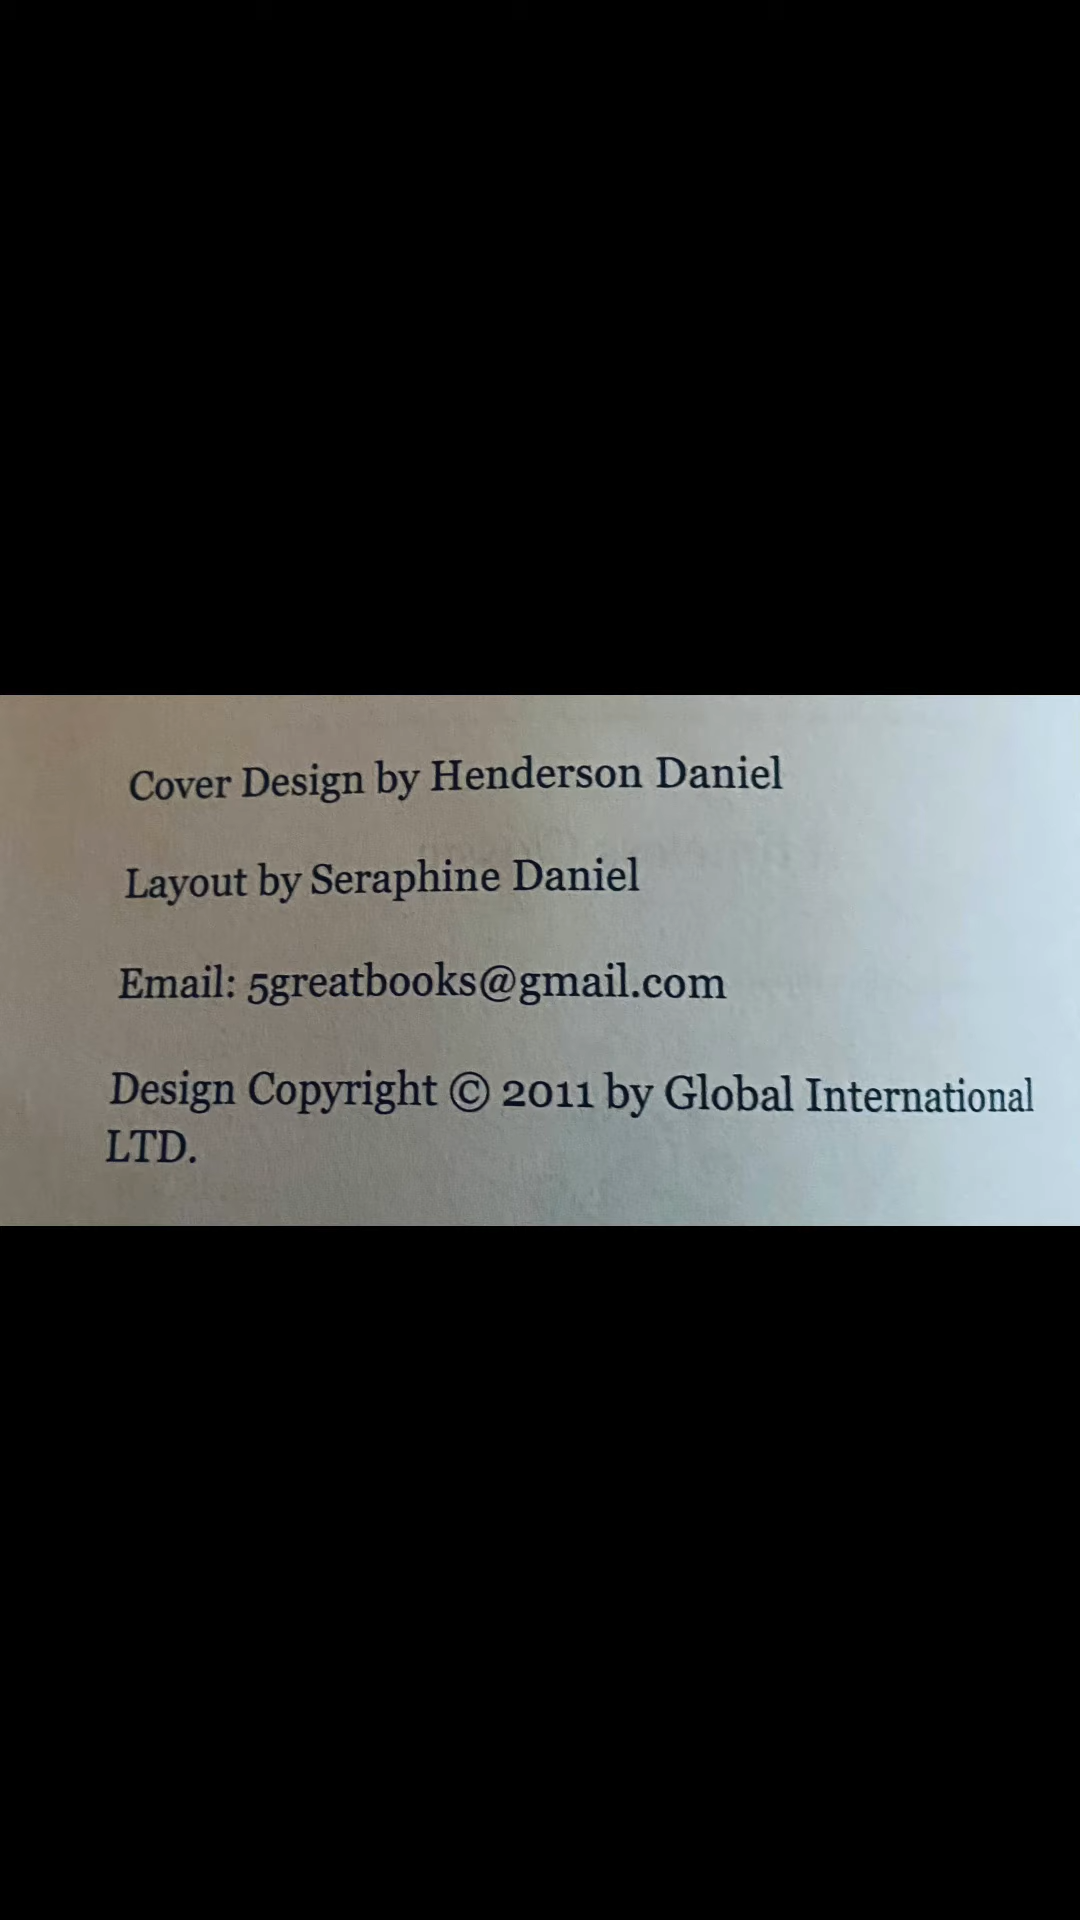 Cover Design by Henderson Daniel
Layout by Seraphine Daniel
Email: 5greatbooks@gmail.com
Design Copyright © 2011 by Global International
LTD.